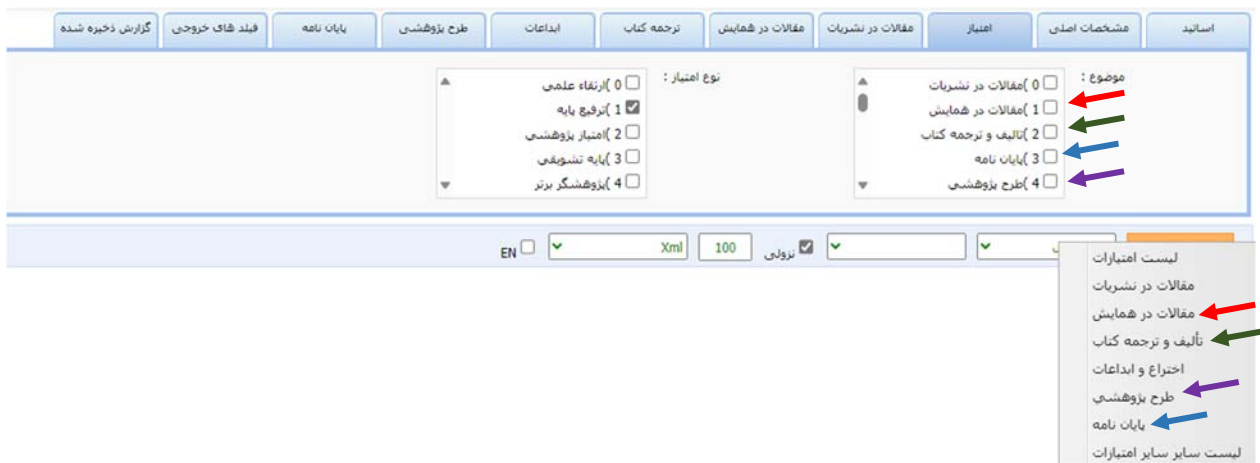 اساتید
مشخصات اصلی
امتیاز
مقالات در نشریات
مقالات در همایش
ترجمه کتاب
ابداعات
طرح پژوهشی
پایان نامه
فیلد های خروجی
گزارش ذخیره شده
موضوع :
0 )مقالات در نشریات
1 )مقالات در همایش
2 )تالیف و ترجمه کتاب
3 )پایان نامه
4 )طرح پژوهشی
نوع امتیاز :
0 )ارتقاء علمی
1 )ترفیع پایه
2 )امتیاز پژوهشی
3 )پایه تشویقی
4 )پژوهشگر برتر
نزولی
100
Xml
EN
لیست امتیازات
مقالات در نشریات
مقالات در همایش
تألیف و ترجمه کتاب
اختراع و ابداعات
طرح پژوهشي
پایان نامه
لیست سایر سایر امتیازات